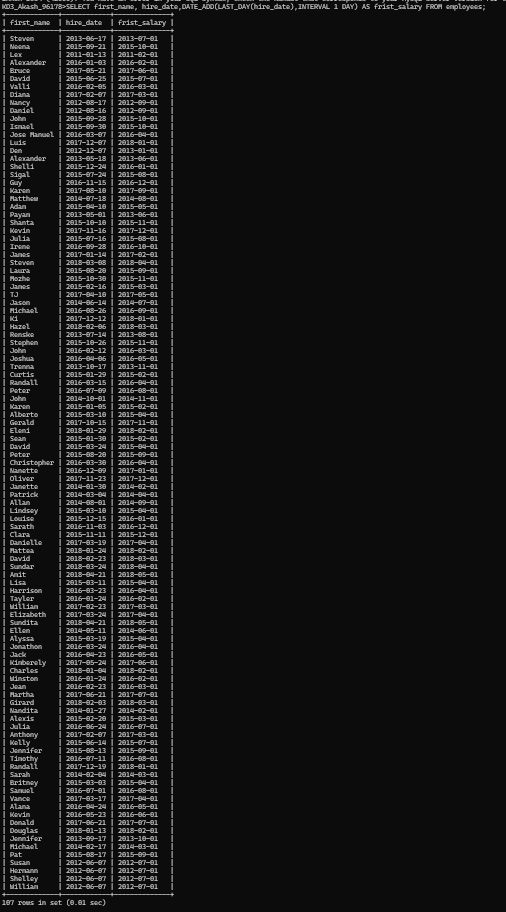 KD3_Akash_96178>SELECT first_name, hire_date,DATE_ADD(LAST_DAY(hire_date),INTERVAL 1 DAY) AS frist_salary FROM employees;
| first_name | hire_date | frist_salary |
| Steven | 2013-06-17 | 2013-07-01 |
| Neena | 2015-09-21 | 2015-10-01 |
| Lex | 2011-01-13 | 2011-02-01 |
| Alexander | 2016-01-03 | 2016-02-01 |
| Bruce | 2017-05-21 | 2017-06-01 |
| David | 2015-06-25 | 2015-07-01 |
| Valli | 2016-02-05 | 2016-03-01 |
| Diana | 2017-02-07 | 2017-03-01 |
| Nancy | 2012-08-17 | 2012-09-01 |
| Daniel | 2012-08-16 | 2012-09-01 |
| John | 2015-09-28 | 2015-10-01 |
| Ismael | 2015-09-30 | 2015-10-01 |
| Jose Manuel | 2016-03-07 | 2016-04-01 |
| Luis | 2017-12-07 | 2018-01-01 |
| Den | 2012-12-07 | 2013-01-01 |
| Alexander | 2013-05-18 | 2013-06-01 |
| Shelli | 2015-12-24 | 2016-01-01 |
| Sigal | 2015-07-24 | 2015-08-01 |
| Guy | 2016-11-15 | 2016-12-01 |
| Karen | 2017-08-10 | 2017-09-01 |
| Matthew | 2014-07-18 | 2014-08-01 |
| Adam | 2015-04-10 | 2015-05-01 |
| Payam | 2013-05-01 | 2013-06-01 |
| Shanta | 2015-10-10 | 2015-11-01 |
| Kevin | 2017-11-16 | 2017-12-01 |
| Julia | 2015-07-16 | 2015-08-01 |
| Irene | 2016-09-28 | 2016-10-01 |
| James | 2017-01-14 | 2017-02-01 |
| Steven | 2018-03-08 | 2018-04-01 |
| Laura | 2015-08-20 | 2015-09-01 |
| Mozhe | 2015-10-30 | 2015-11-01 |
| James | 2015-02-16 | 2015-03-01 |
| TJ | 2017-04-10 | 2017-05-01 |
| Jason | 2014-06-14 | 2014-07-01 |
| Michael | 2016-08-26 | 2016-09-01 |
| Ki | 2017-12-12 | 2018-01-01 |
| Hazel | 2018-02-06 | 2018-03-01 |
| Renske | 2013-07-14 | 2013-08-01 |
| Stephen | 2015-10-26 | 2015-11-01 |
| John | 2016-02-12 | 2016-03-01 |
| Joshua | 2016-04-06 | 2016-05-01 |
| Trenna | 2013-10-17 | 2013-11-01 |
| Curtis | 2015-01-29 | 2015-02-01 |
| Randall | 2016-03-15 | 2016-04-01 |
| Peter | 2016-07-09 | 2016-08-01 |
| John | 2014-10-01 | 2014-11-01 |
| Karen | 2015-01-05 | 2015-02-01 |
| Alberto | 2015-03-10 | 2015-04-01 |
| Gerald | 2017-10-15 | 2017-11-01 |
| Eleni | 2018-01-29 | 2018-02-01 |
| Sean | 2015-01-30 | 2015-02-01 |
| David | 2015-03-24 | 2015-04-01 |
| Peter | 2015-08-20 | 2015-09-01 |
| Christopher | 2016-03-30 | 2016-04-01 |
| Nanette | 2016-12-09 | 2017-01-01 |
| Oliver | 2017-11-23 | 2017-12-01 |
| Janette | 2014-01-30 | 2014-02-01 |
| Patrick | 2014-03-04 | 2014-04-01 |
| Allan | 2014-08-01 | 2014-09-01 |
| Lindsey | 2015-03-10 | 2015-04-01 |
| Louise | 2015-12-15 | 2016-01-01 |
| Sarath | 2016-11-03 | 2016-12-01 |
| Clara | 2015-11-11 | 2015-12-01 |
| Danielle | 2017-03-19 | 2017-04-01 |
| Mattea | 2018-01-24 | 2018-02-01 |
| David | 2018-02-23 | 2018-03-01 |
| Sundar | 2018-03-24 | 2018-04-01 |
| Amit | 2018-04-21 | 2018-05-01 |
| Lisa | 2015-03-11 | 2015-04-01 |
| Harrison | 2016-03-23 | 2016-04-01 |
| Tayler | 2016-01-24 | 2016-02-01 |
| William | 2017-02-23 | 2017-03-01 |
| Elizabeth | 2017-03-24 | 2017-04-01 |
| Sundita | 2018-04-21 | 2018-05-01 |
| Ellen | 2014-05-11 | 2014-06-01 |
| Alyssa | 2015-03-19 | 2015-04-01 |
| Jonathon | 2016-03-24 | 2016-04-01 |
| Jack | 2016-04-23 | 2016-05-01 |
| Kimberely | 2017-05-24 | 2017-06-01 |
| Charles | 2018-01-04 | 2018-02-01 |
| Winston | 2016-01-24 | 2016-02-01 |
| Jean | 2016-02-23 | 2016-03-01 |
| Martha | 2017-06-21 | 2017-07-01 |
| Girard | 2018-02-03 | 2018-03-01 |
| Nandita | 2014-01-27 | 2014-02-01 |
| Alexis | 2015-02-20 | 2015-03-01 |
| Julia | 2016-06-24 | 2016-07-01 |
| Anthony | 2017-02-07 | 2017-03-01 |
| Kelly | 2015-06-14 | 2015-07-01 |
| Jennifer | 2015-08-13 | 2015-09-01 |
| Timothy | 2016-07-11 | 2016-08-01 |
| Randall | 2017-12-19 | 2018-01-01 |
| Sarah | 2014-02-04 | 2014-03-01 |
| Britney | 2015-03-03 | 2015-04-01 |
| Samuel | 2016-07-01 | 2016-08-01 |
| Vance | 2017-03-17 | 2017-04-01 |
| Alana | 2016-04-24 | 2016-05-01 |
| Kevin | 2016-05-23 | 2016-06-01 |
| Donald | 2017-06-21 | 2017-07-01 |
| Douglas | 2018-01-13 | 2018-02-01 |
| Jennifer | 2013-09-17 | 2013-10-01 |
| Michael | 2014-02-17 | 2014-03-01 |
| Pat | 2015-08-17 | 2015-09-01 |
| Susan | 2012-06-07 | 2012-07-01 |
| Hermann | 2012-06-07 | 2012-07-01 |
| Shelley | 2012-06-07 | 2012-07-01 |
| William | 2012-06-07 | 2012-07-01 |
107 rows in set (0.01 sec)